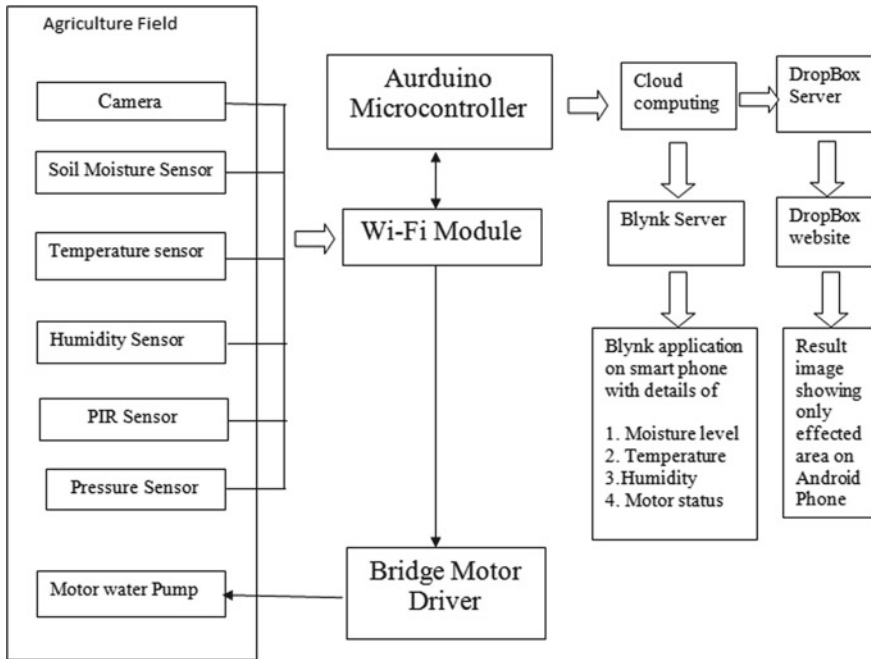 Agriculture Field
Camera
Soil Moisture Sensor
Temperature sensor
Humidity Sensor
PIR Sensor
Pressure Sensor
Motor water Pump
Aurduino
Microcontroller
Wi-Fi Module
Bridge Motor
Driver
Cloud
computing
Blynk Server
Blynk application
on smart phone
with details of
1. Moisture level
2. Temperature
3.Humidity
4. Motor status
DropBox
Server
DropBox
website
Result
image
showing
only
effected
area on
Android
Phone